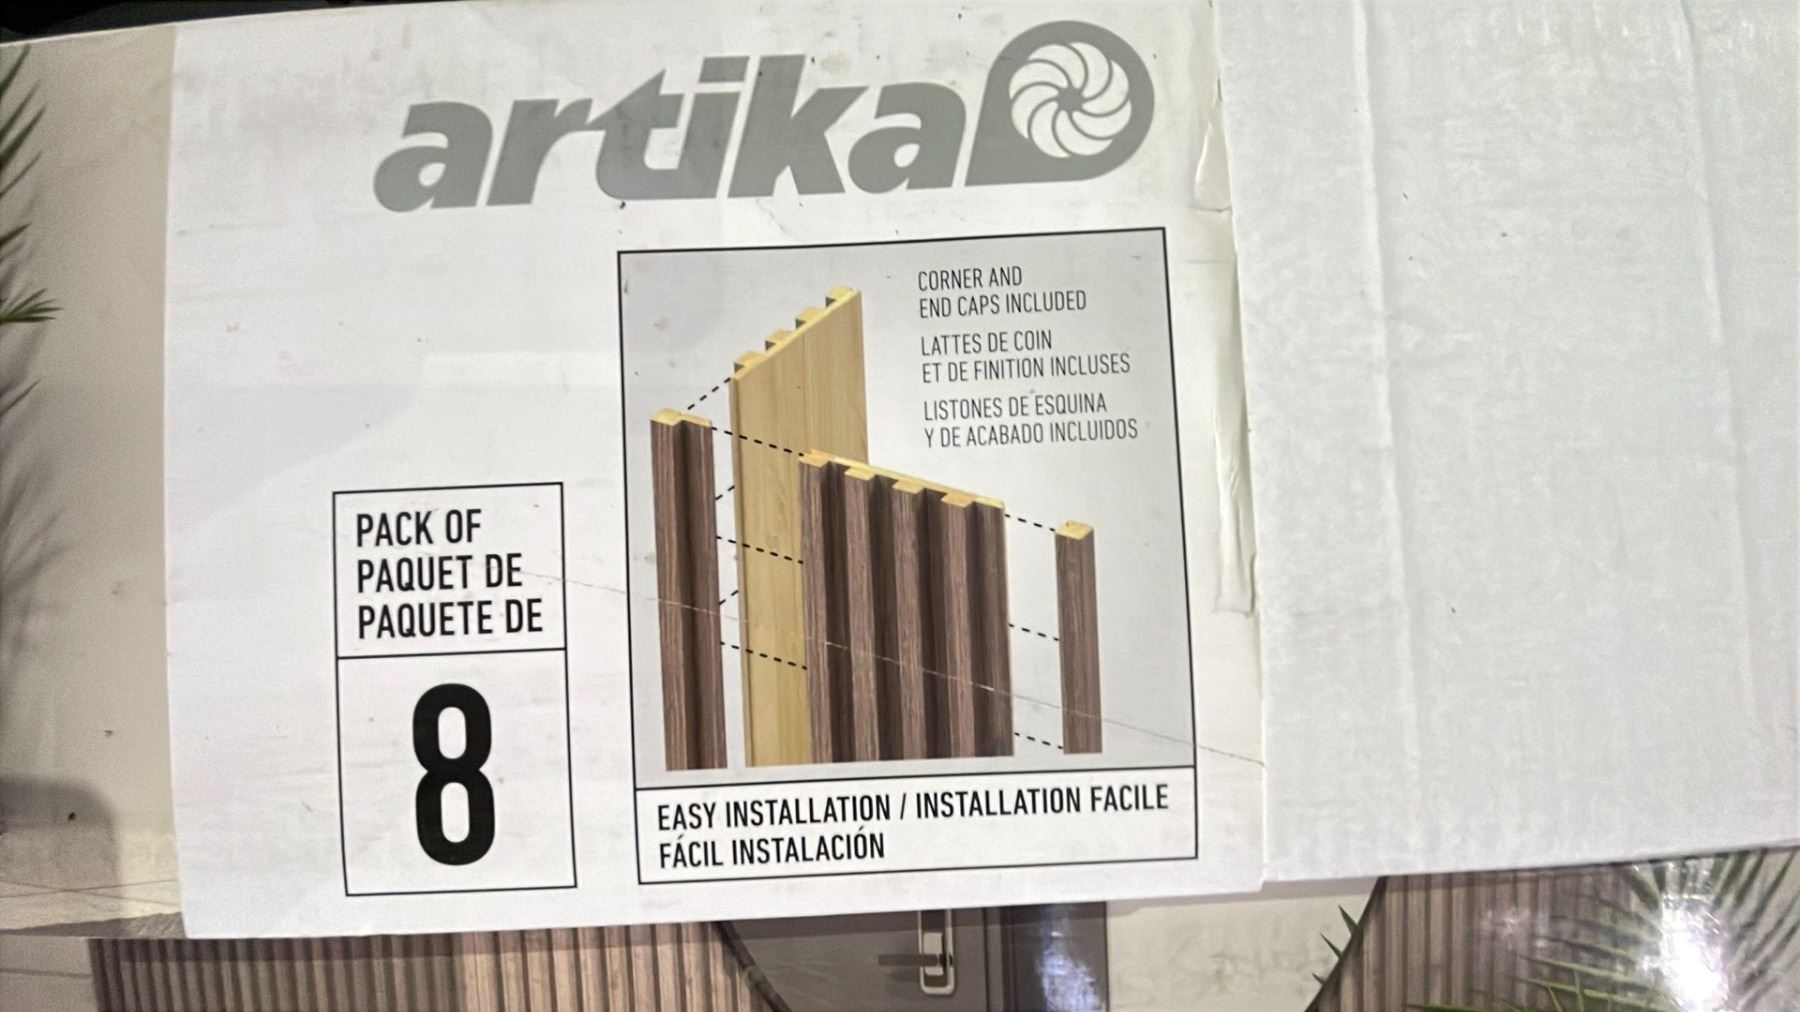 artika
CORNER AND
END CAPS INCLUDED
LATTES DE COIN
ET DE FINITION INCLUSES
LISTONES DE ESQUINA
Y DE ACABADO INCLUIDOS
PACK OF
PAQUET DE
PAQUETE DE
8
EASY INSTALLATION / INSTALLATION FACILE
FÁCIL INSTALACIÓN